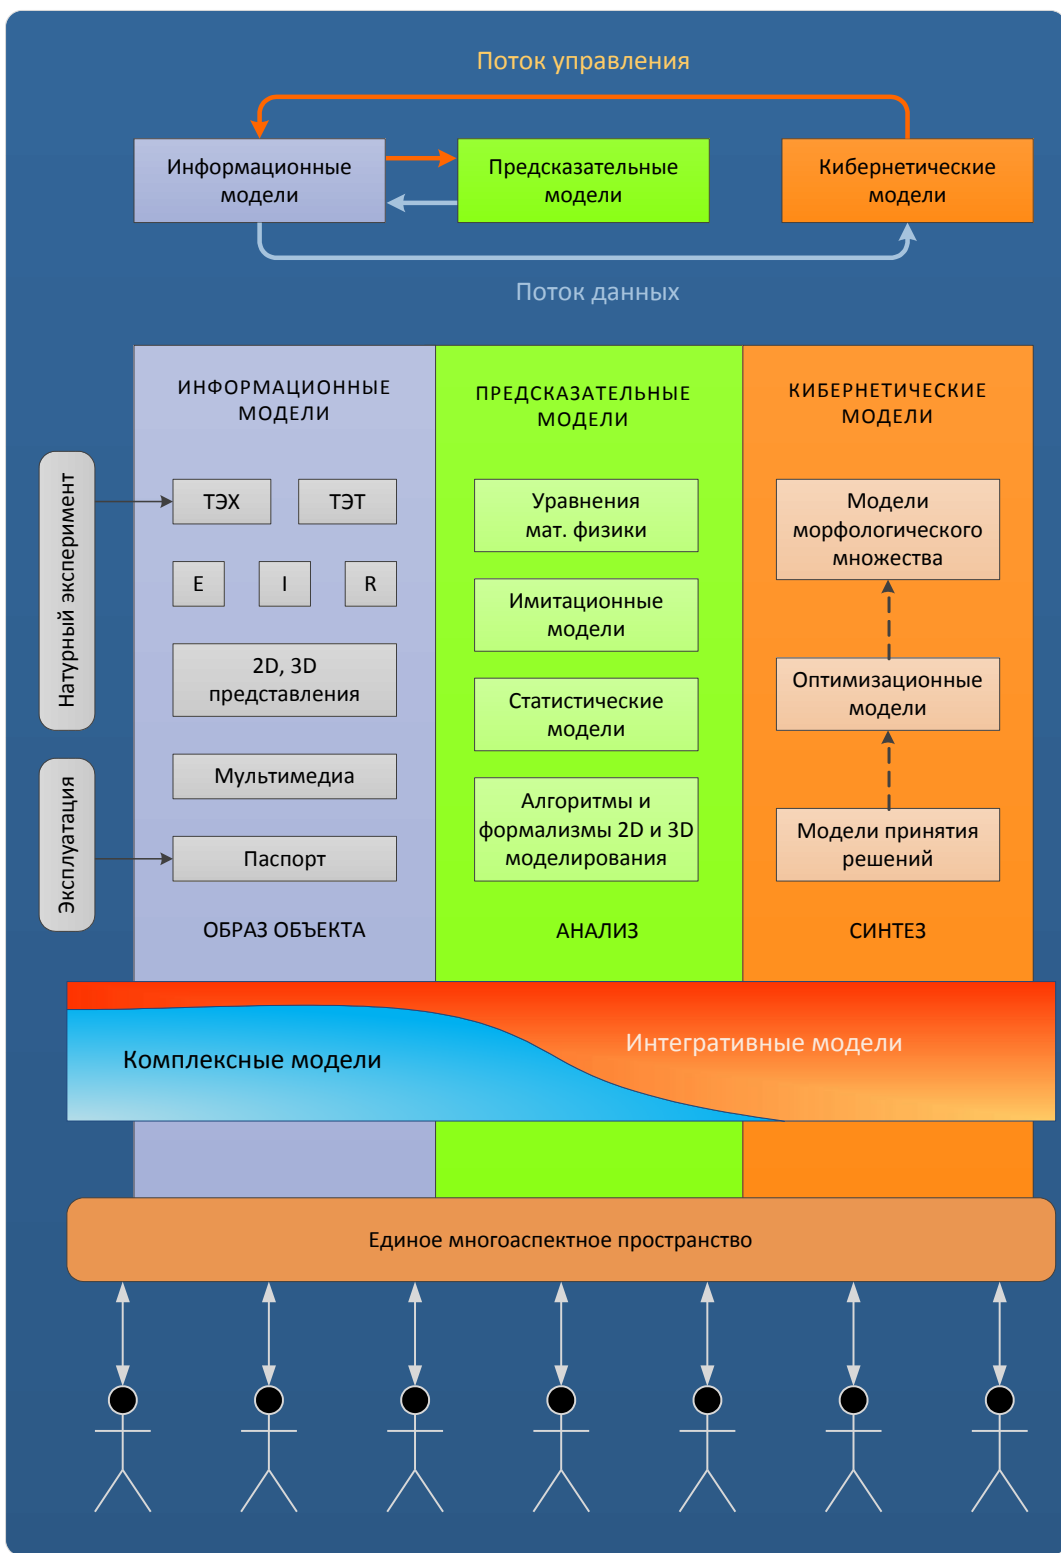 Поток управления
Информационные
модели
Предсказательные
модели
Кибернетические
модели
Поток данных
ИНФОРМАЦИОННЫЕ
МОДЕЛИ
ПРЕДСКАЗАТЕЛЬНЫЕ
МОДЕЛИ
КИБЕРНЕТИЧЕСКИЕ
МОДЕЛИ
Натурный эксперимент
Эксплуатация
ТЭХ
ТЭТ
E
I
R
2D, 3D
представления
Мультимедиа
Паспорт
ОБРАЗ ОБЪЕКТА
Уравнения
мат. физики
Имитационные
модели
Статистические
модели
Алгоритмы и
формализмы 2D и 3D
моделирования
АНАЛИЗ
Модели
морфологического
множества
Оптимизационные
модели
Модели принятия
решений
СИНТЕЗ
Комплексные модели
Интегративные модели
Единое многоаспектное пространство